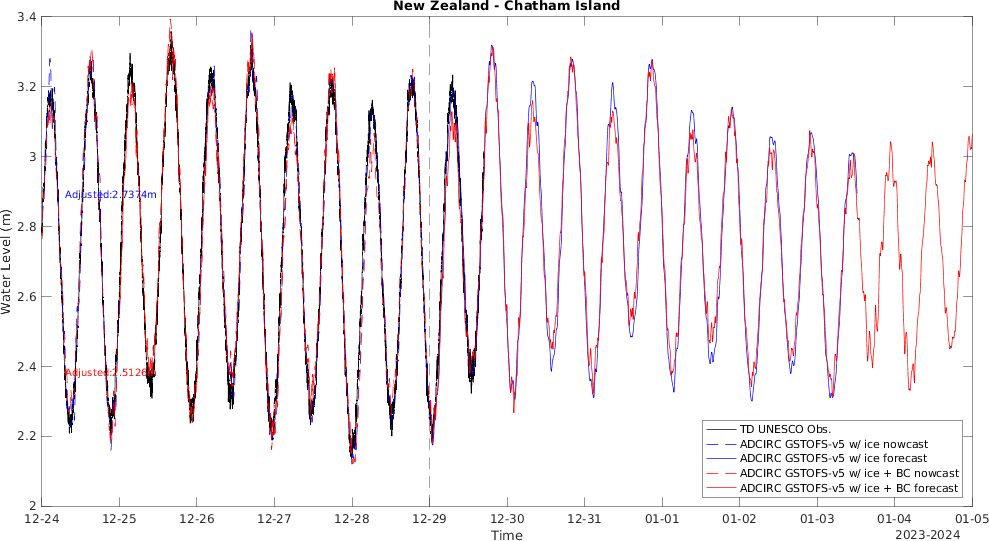 New Zealand - Chatham Island
3.4
3.2
3
2.8
2.6
2.4
2.2
2
Water Level (m)
Adjusted:2.7374m
Adjusted:2.5126
TD UNESCO Obs.
ADCIRC GSTOFS-v5 w/ ice nowcast
ADCIRC GSTOFS-v5 w/ ice forecast
ADCIRC GSTOFS-v5 w/ ice + BC nowcast
ADCIRC GSTOFS-v5 w/ ice + BC forecast
12-24 12-25 12-26 12-27 12-28 12-29 12-30 12-31 01-01 01-02 01-03 01-04 01-05
Time
2023-2024